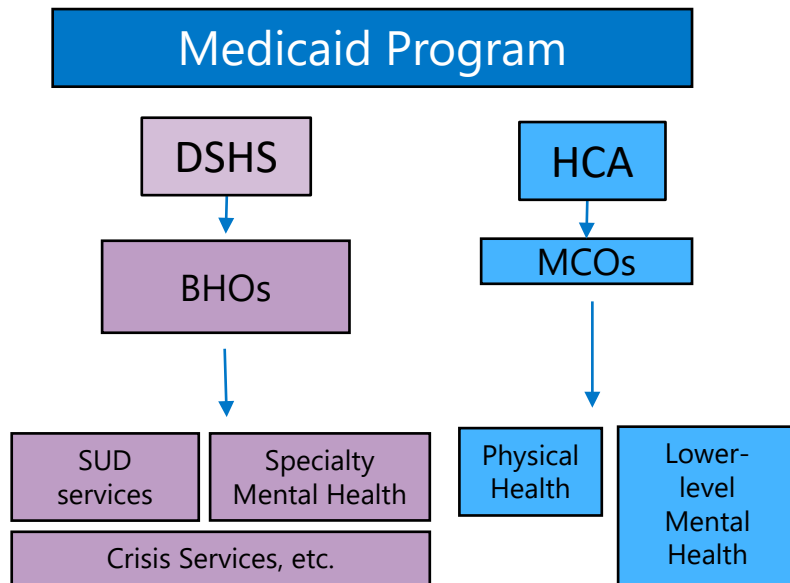 Medicaid Program
DSHS
HCA
BHOs
MCOs
SUD
services
Specialty
Mental Health
Crisis Services, etc.
Physical
Health
Lower-
level
Mental
Health